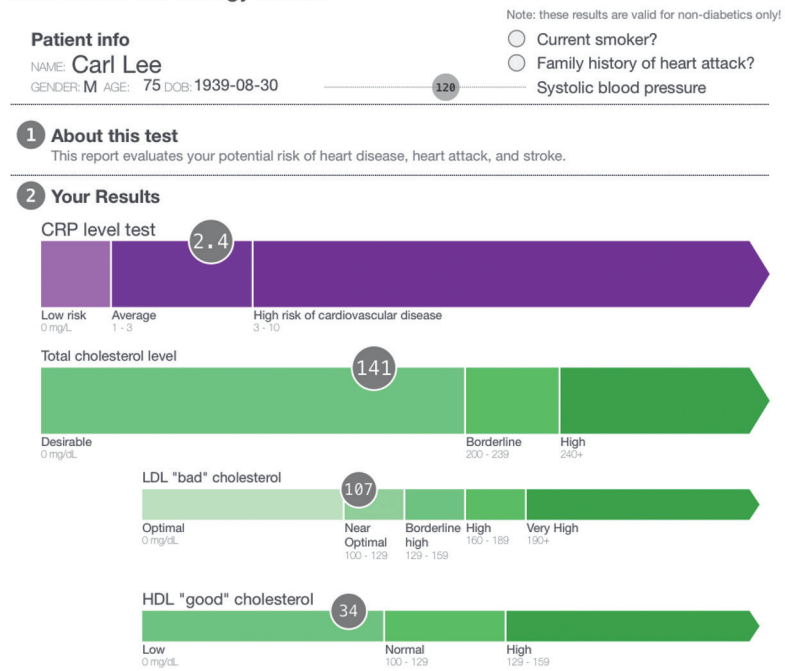 Note: these results are valid for non-diabetics only!
Patient info
NAME: Carl Lee
GENDER: M AGE: 75 DOB: 1939-08-30
Current smoker?
Family history of heart attack?
120 Systolic blood pressure
1 About this test
This report evaluates your potential risk of heart disease, heart attack, and stroke.
2 Your Results
CRP level test
2.4
Low risk Average High risk of cardiovascular disease
0 mg/L 1 - 3 3 - 10
Total cholesterol level
141
Desirable Borderline High
0 mg/dL 200 - 239 240+
LDL "bad" cholesterol
107
Optimal Near Optimal Borderline high High Very High
0 mg/dL 100 - 129 129 - 159 160 - 189 190+
HDL "good" cholesterol
34
Low Normal High
0 mg/dL 100 - 129 129 - 159